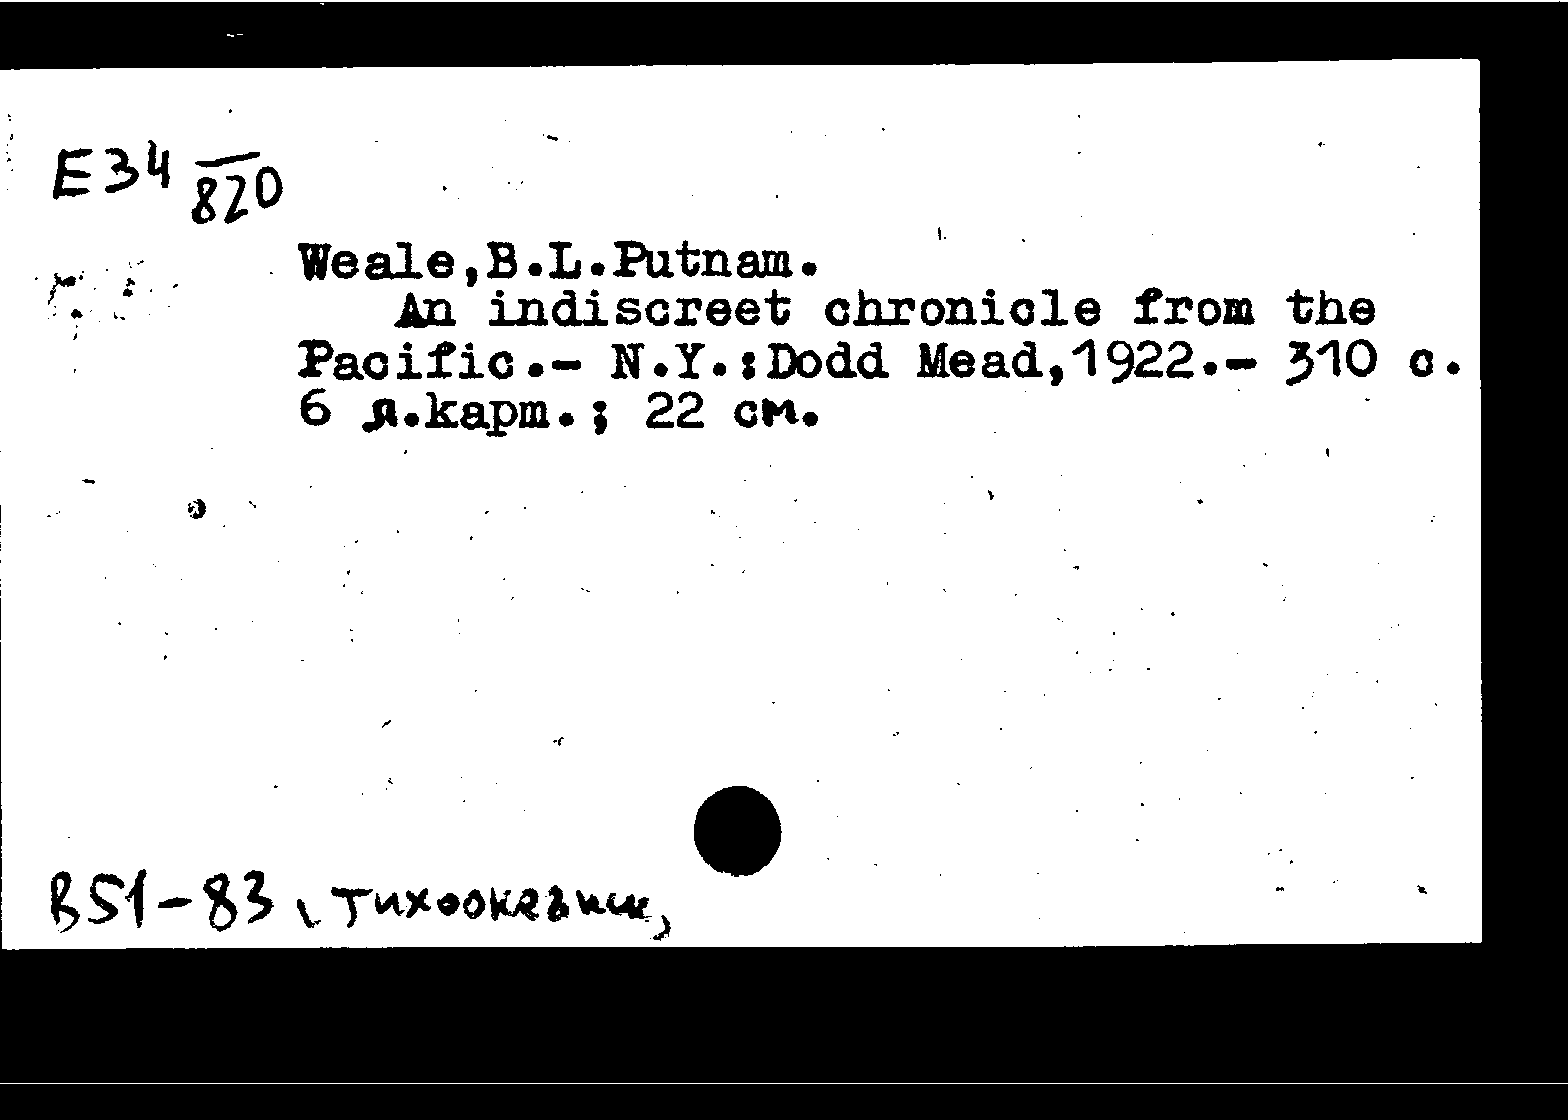 E34 820
Weale,B.L.Putnam.
An indiscreet chronicle from the
Pacific.- N.Y.:Dodd Mead,1922.- 310 с.
6 л.карт.; 22 см.
B51-83